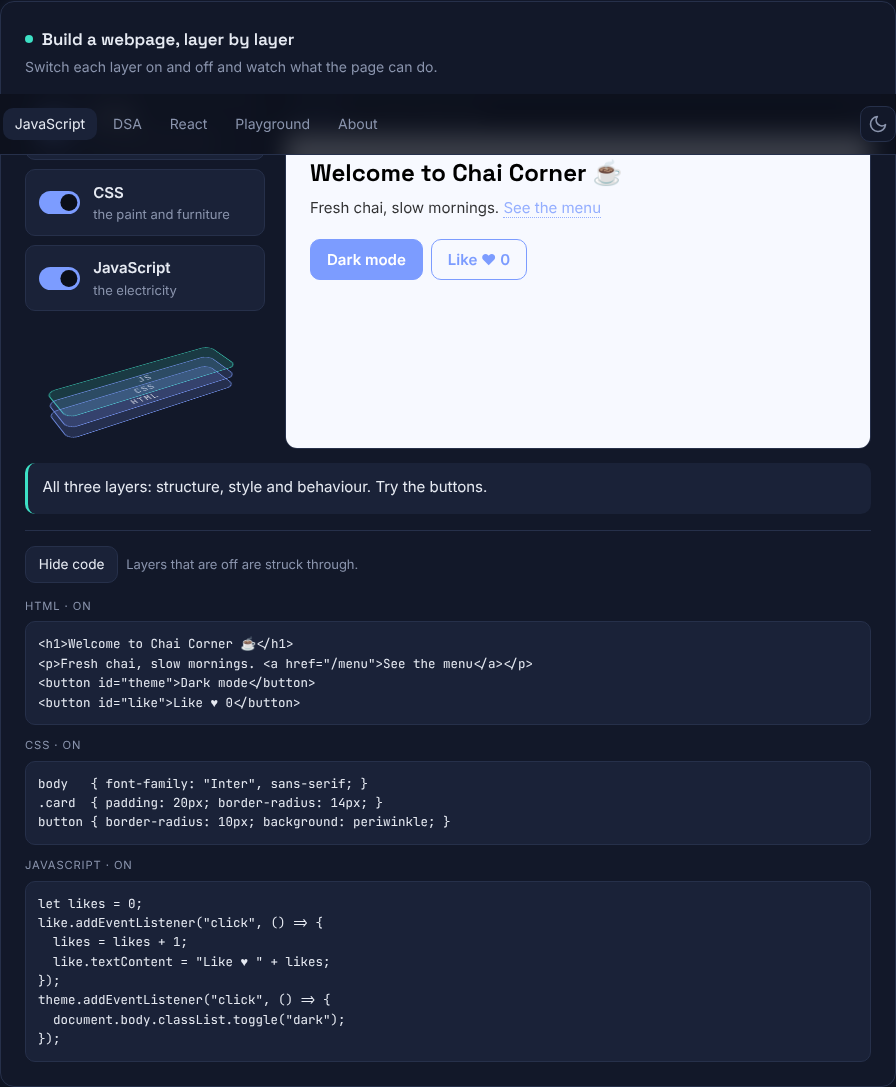 Build a webpage, layer by layer
Switch each layer on and off and watch what the page can do.
JavaScript DSA React Playground About
CSS
the paint and furniture
JavaScript
the electricity
JS
CSS
HTML
Welcome to Chai Corner ☕
Fresh chai, slow mornings. See the menu
Dark mode Like ♥ 0
All three layers: structure, style and behaviour. Try the buttons.
Hide code Layers that are off are struck through.
HTML · ON
<h1>Welcome to Chai Corner ☕</h1>
<p>Fresh chai, slow mornings. <a href="/menu">See the menu</a></p>
<button id="theme">Dark mode</button>
<button id="like">Like ♥ 0</button>
CSS · ON
body   { font-family: "Inter", sans-serif; }
.card  { padding: 20px; border-radius: 14px; }
button { border-radius: 10px; background: periwinkle; }
JAVASCRIPT · ON
let likes = 0;
like.addEventListener("click", () => {
  likes = likes + 1;
  like.textContent = "Like ♥ " + likes;
});
theme.addEventListener("click", () => {
  document.body.classList.toggle("dark");
});